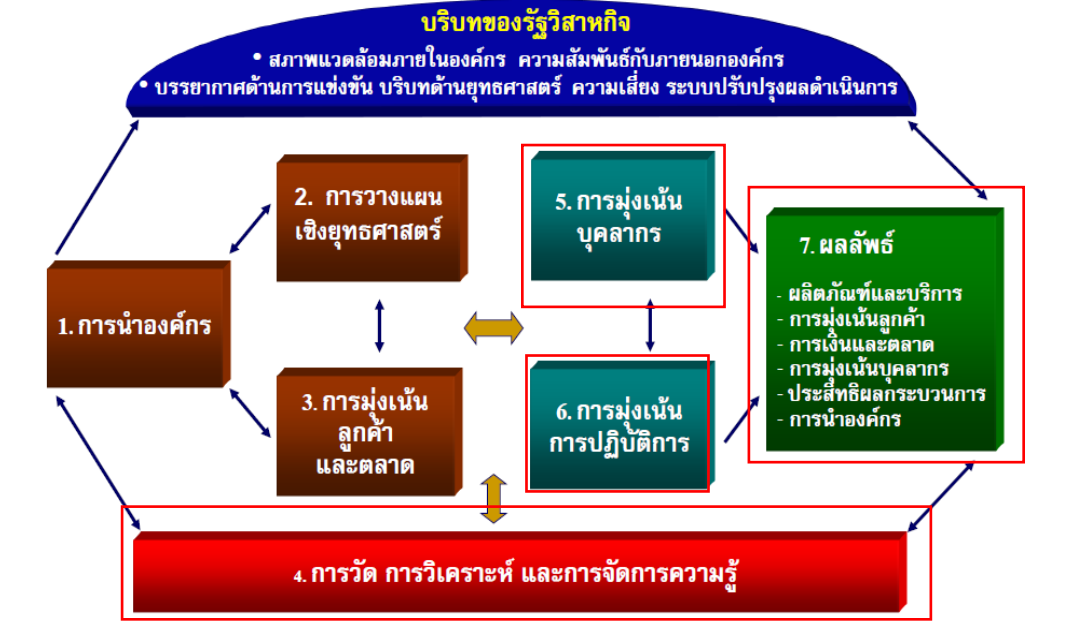 บริบทของรัฐวิสาหกิจ
• สภาพแวดล้อมภายในองค์กร ความสัมพันธ์กับภายนอกองค์กร
• บรรยากาศด้านการแข่งขัน บริบทด้านยุทธศาสตร์ ความเสี่ยง ระบบปรับปรุงผลดำเนินการ
1. การนำองค์กร
2. การวางแผน
เชิงยุทธศาสตร์
3. การมุ่งเน้น
ลูกค้า
และตลาด
5. การมุ่งเน้น
บุคลากร
6. การมุ่งเน้น
การปฏิบัติการ
7. ผลลัพธ์
- ผลิตภัณฑ์และบริการ
- การมุ่งเน้นลูกค้า
- การเงินและตลาด
- การมุ่งเน้นบุคลากร
- ประสิทธิผลกระบวนการ
- การนำองค์กร
4. การวัด การวิเคราะห์ และการจัดการความรู้